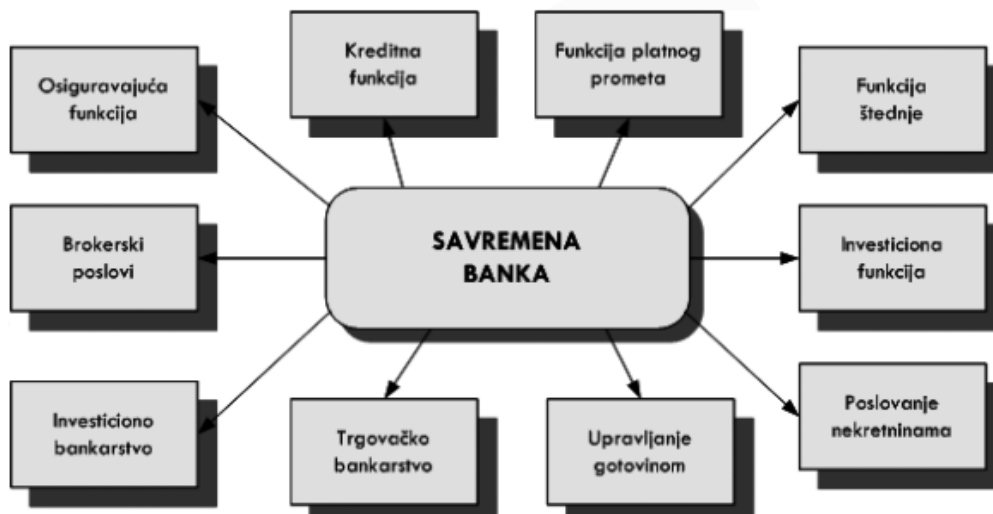 Osiguravajuća
funkcija
Kreditna
funkcija
Funkcija platnog
prometa
Funkcija
štednje
Brokerski
poslovi
SAVREMENA
BANKA
Investiciona
funkcija
Investiciono
bankarstvo
Trgovačko
bankarstvo
Upravljanje
gotovinom
Poslovanje
nekretninama